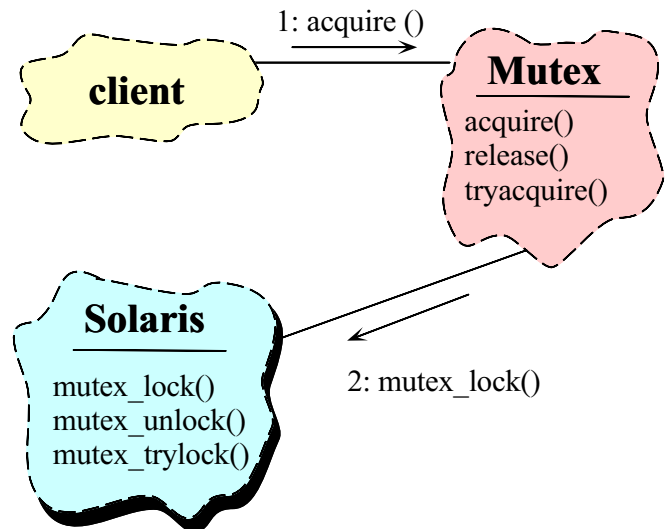 1: acquire ()
client
Mutex
acquire()
release()
tryacquire()
Solaris
mutex_lock()
mutex_unlock()
mutex_trylock()
2: mutex_lock()